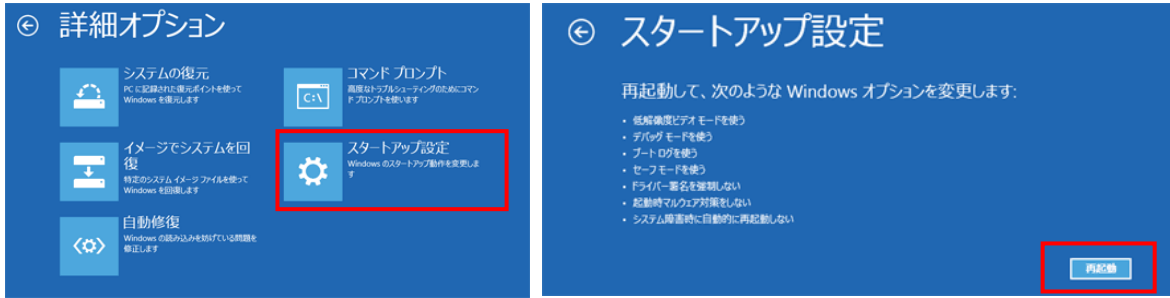 詳細オプション
システムの復元
PC に記録された復元ポイントを使って
Windows を復元します
コマンド プロンプト
高度なトラブルシューティングのためにコマン
ド プロンプトを使います
C:\
イメージでシステムを回
復
特定のシステム イメージ ファイルを使って
Windows を回復します
スタートアップ設定
Windows のスタートアップ動作を変更しま
す
自動修復
Windows の読み込みを妨げている問題を
修正します
スタートアップ設定
再起動して、次のような Windows オプションを変更します:
• 低解像度ビデオ モードを使う
• デバッグ モードを使う
• ブート ログを使う
• セーフ モードを使う
• ドライバー署名を強制しない
• 起動時マルウェア対策をしない
• システム障害時に自動的に再起動しない
再起動